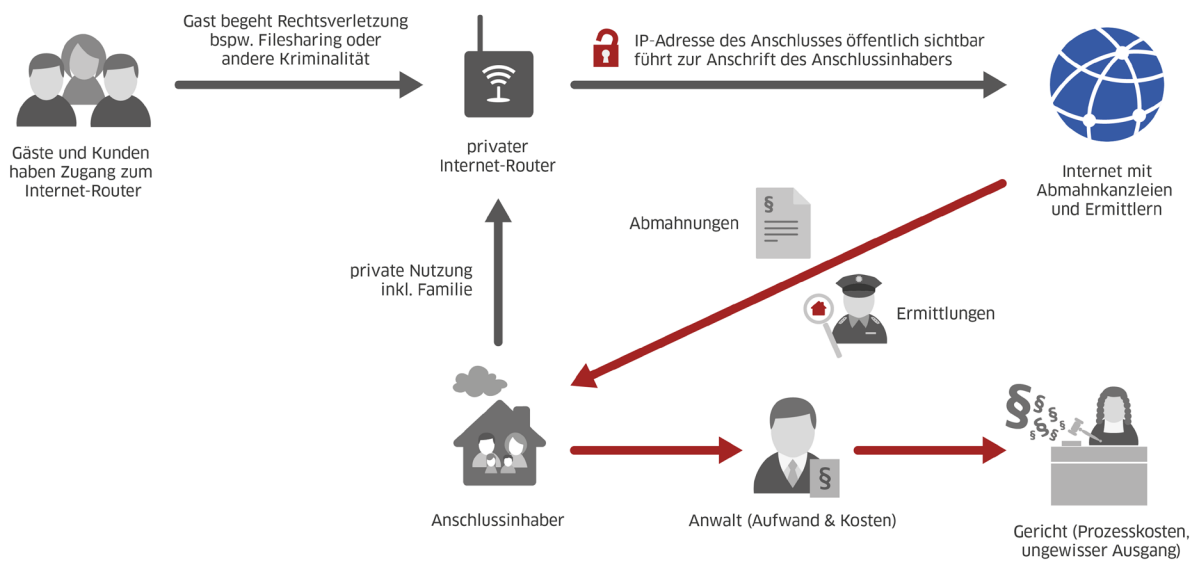 Gast begeht Rechtsverletzung
bspw. Filesharing oder
andere Kriminalität
IP-Adresse des Anschlusses öffentlich sichtbar
führt zur Anschrift des Anschlussinhabers
Gäste und Kunden
haben Zugang zum
Internet-Router
privater
Internet-Router
Internet mit
Abmahnkanzleien
und Ermittlern
Abmahnungen
§
private Nutzung
inkl. Familie
Ermittlungen
§ § § § § § §
§
Anschlussinhaber
Anwalt (Aufwand & Kosten)
Gericht (Prozesskosten,
ungewisser Ausgang)